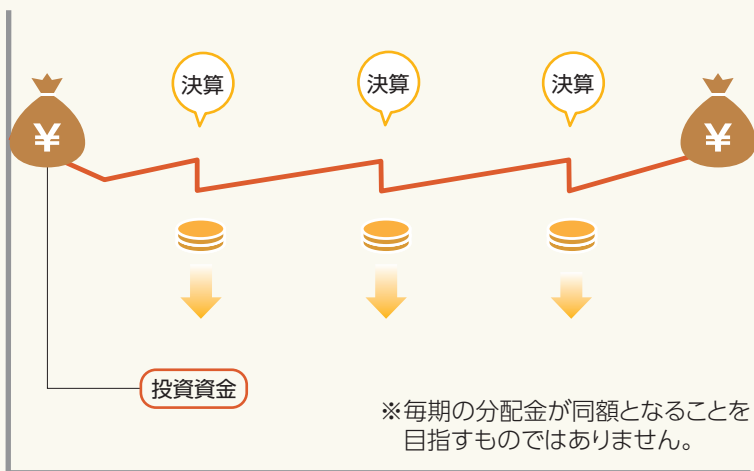 決算
決算
決算
¥
¥
投資資金
※毎期の分配金が同額となることを
目指すものではありません。